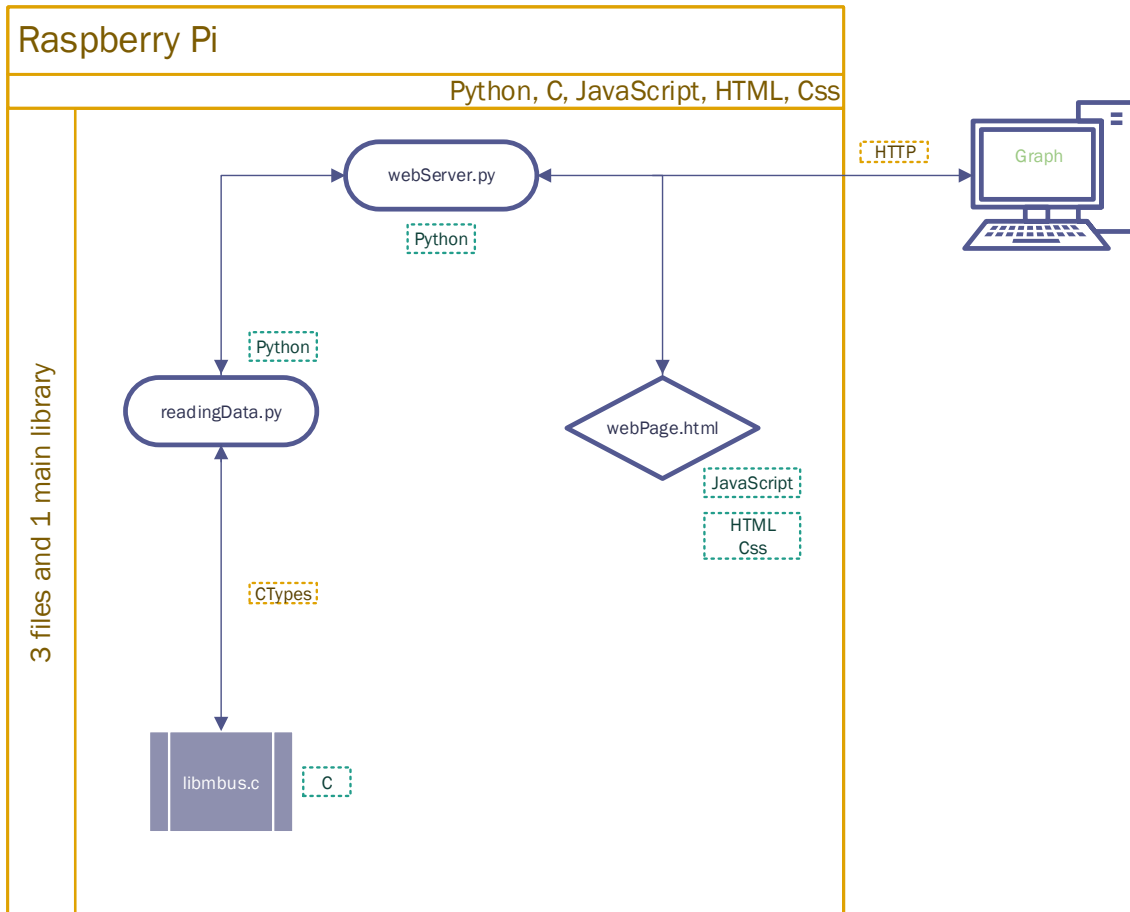 Raspberry Pi
Python, C, JavaScript, HTML, Css
3 files and 1 main library
HTTP
Graph
webServer.py
Python
Python
readingData.py
webPage.html
JavaScript
HTML
Css
CTypes
libmbus.c
C